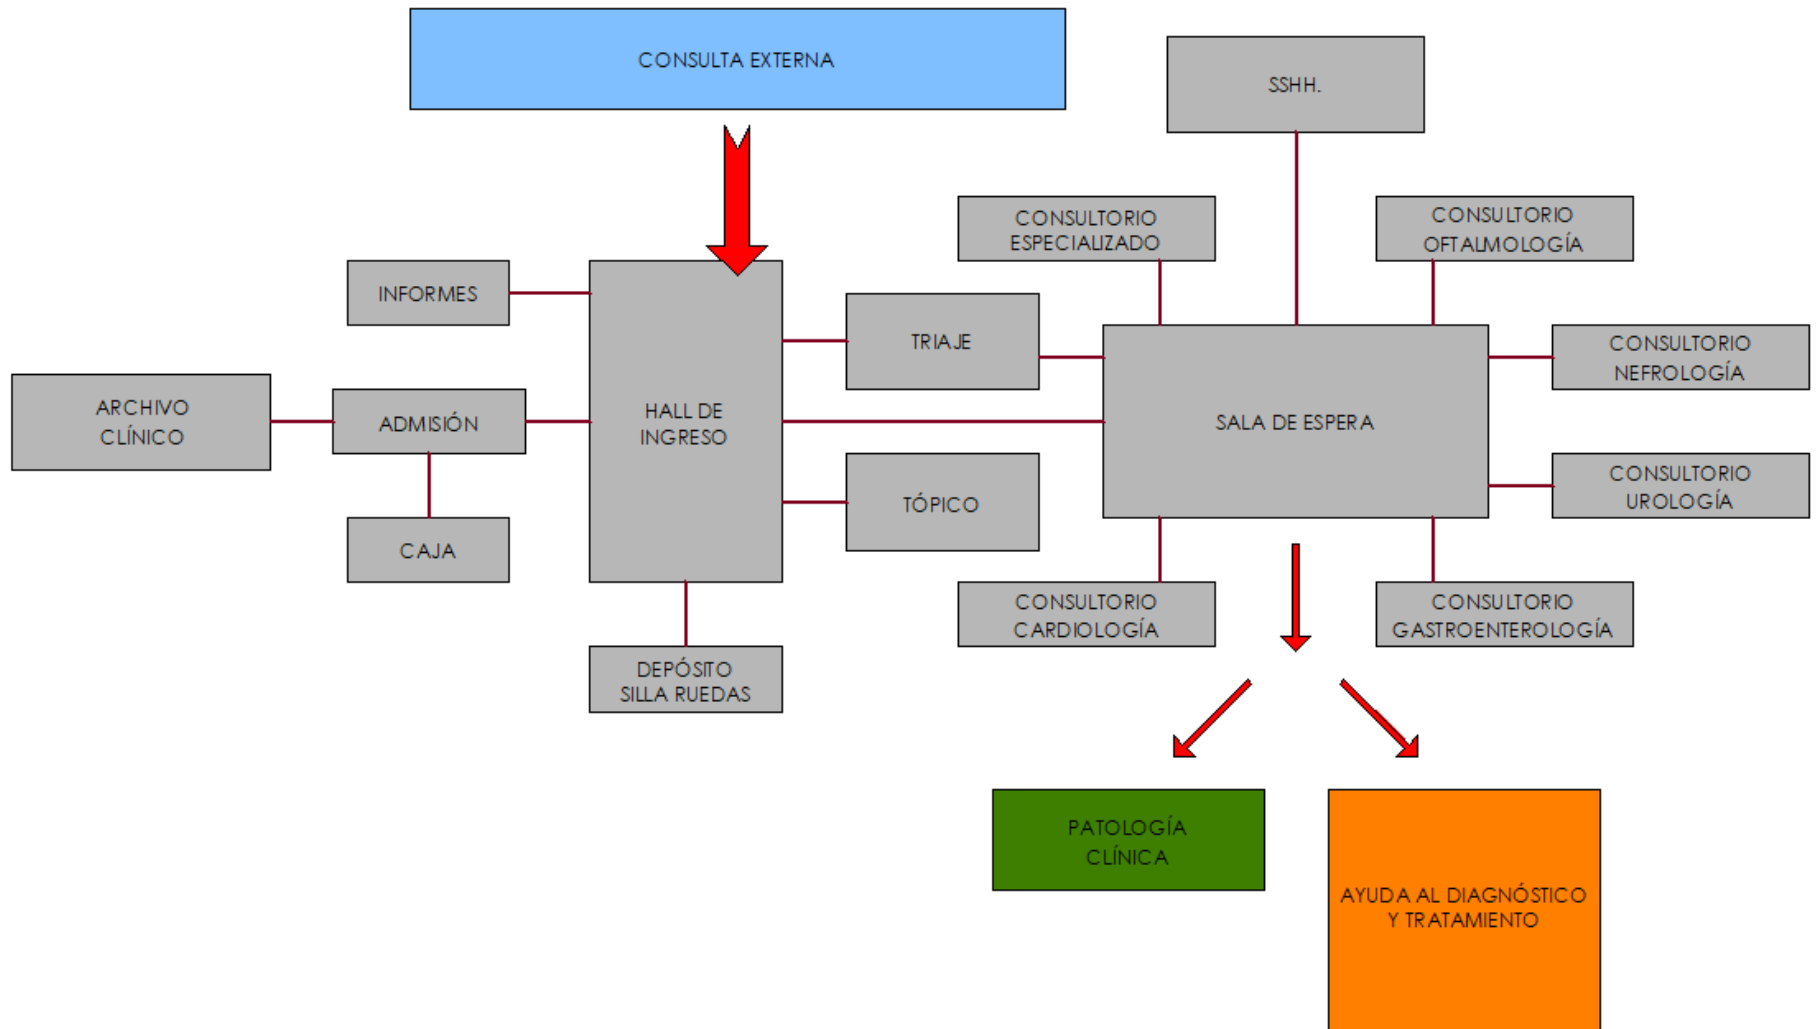 CONSULTA EXTERNA
SSHH.
CONSULTORIO
ESPECIALIZADO
CONSULTORIO
OFTALMOLOGÍA
INFORMES
TRIAJE
CONSULTORIO
NEFROLOGÍA
ARCHIVO
CLÍNICO
ADMISIÓN
HALL DE
INGRESO
SALA DE ESPERA
CONSULTORIO
UROLOGÍA
TÓPICO
CAJA
CONSULTORIO
CARDIOLOGÍA
CONSULTORIO
GASTROENTEROLOGÍA
DEPÓSITO
SILLA RUEDAS
PATOLOGÍA
CLÍNICA
AYUDA AL DIAGNÓSTICO
Y TRATAMIENTO